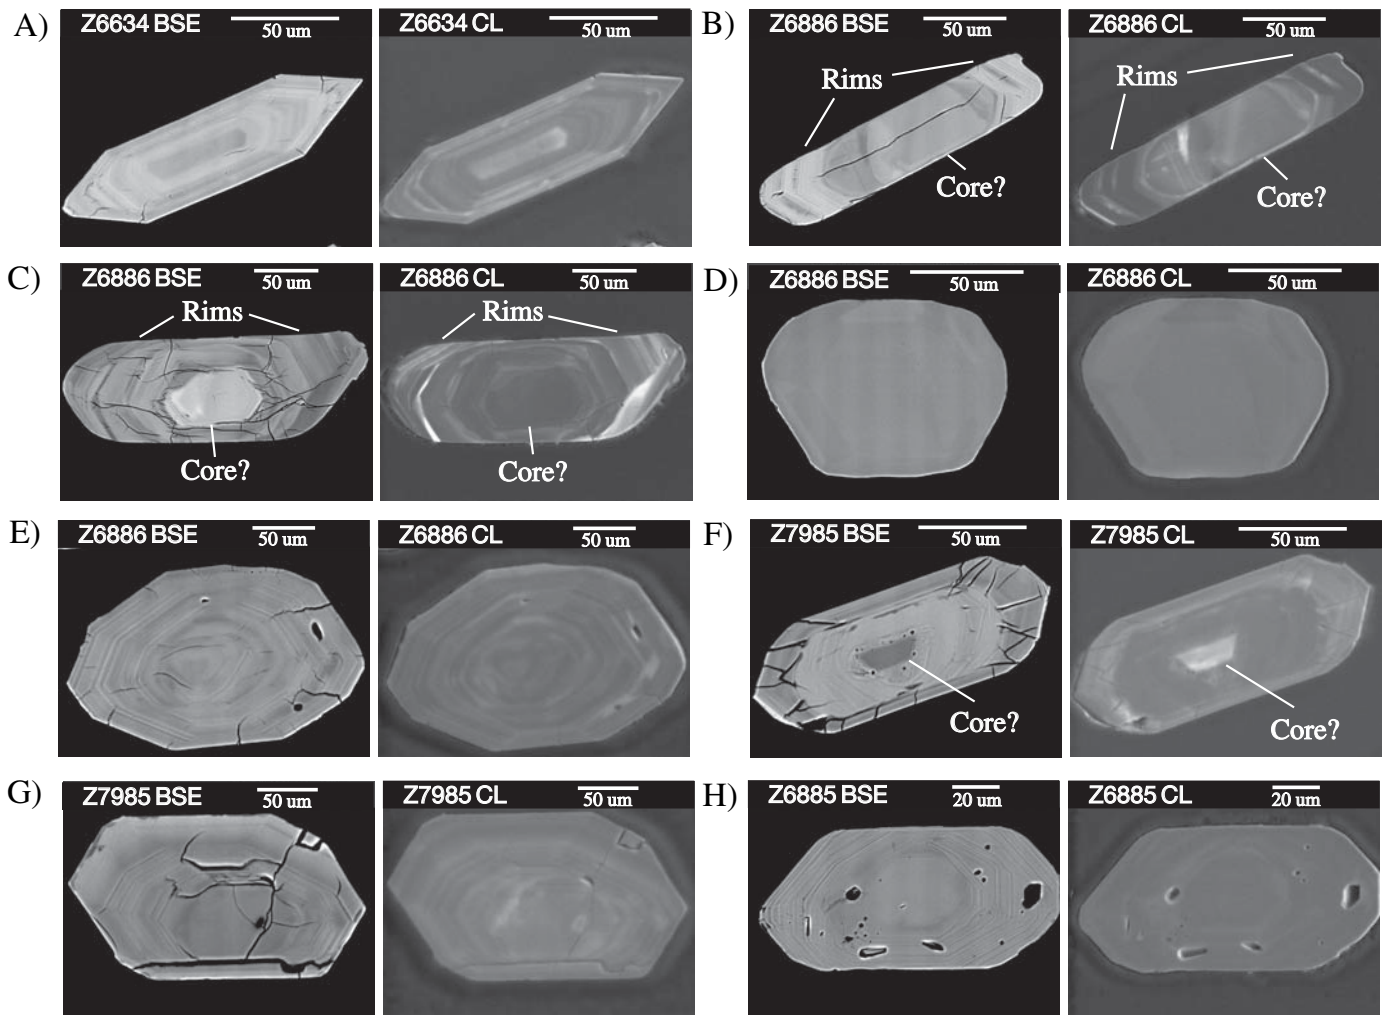 A)
Z6634 BSE
50 um
Z6634 CL
50 um
B)
Z6886 BSE
50 um
Rims
Core?
Z6886 CL
50 um
Rims
Core?
C)
Z6886 BSE
50 um
Rims
Core?
Z6886 CL
50 um
Rims
Core?
D)
Z6886 BSE
50 um
Z6886 CL
50 um
E)
Z6886 BSE
50 um
Z6886 CL
50 um
F)
Z7985 BSE
50 um
Core?
Z7985 CL
50 um
Core?
G)
Z7985 BSE
50 um
Z7985 CL
50 um
H)
Z6885 BSE
20 um
Z6885 CL
20 um